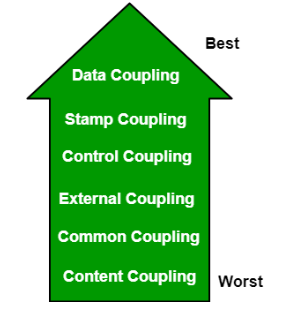 Best
Data Coupling
Stamp Coupling
Control Coupling
External Coupling
Common Coupling
Content Coupling
Worst